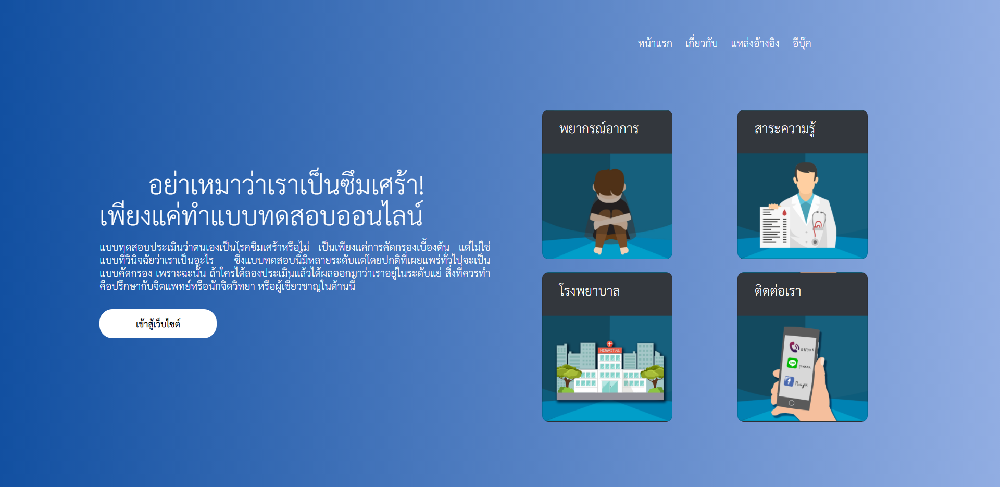 หน้าแรก เกี่ยวกับ แหล่งอ้างอิง อีบุ๊ค
อย่าเหมาว่าเราเป็นซึมเศร้า!
เพียงแค่ทำแบบทดสอบออนไลน์
แบบทดสอบประเมินว่าตนเองเป็นโรคซึมเศร้าหรือไม่ เป็นเพียงแค่การคัดกรองเบื้องต้น แต่ไม่ใช่
แบบที่วินิจฉัยว่าเราเป็นอะไร ซึ่งแบบทดสอบนี้มีหลายระดับแต่โดยปกติที่เผยแพร่ทั่วไปจะเป็น
แบบคัดกรอง เพราะฉะนั้น ถ้าใครได้ลองประเมินแล้วได้ผลออกมาว่าเราอยู่ในระดับแย่ สิ่งที่ควรทำ
คือปรึกษากับจิตแพทย์หรือนักจิตวิทยา หรือผู้เชี่ยวชาญในด้านนี้
เข้าสู้เว็บไซต์
พยากรณ์อาการ
สาระความรู้
โรงพยาบาล
HOSPITAL
ติดต่อเรา
LINE